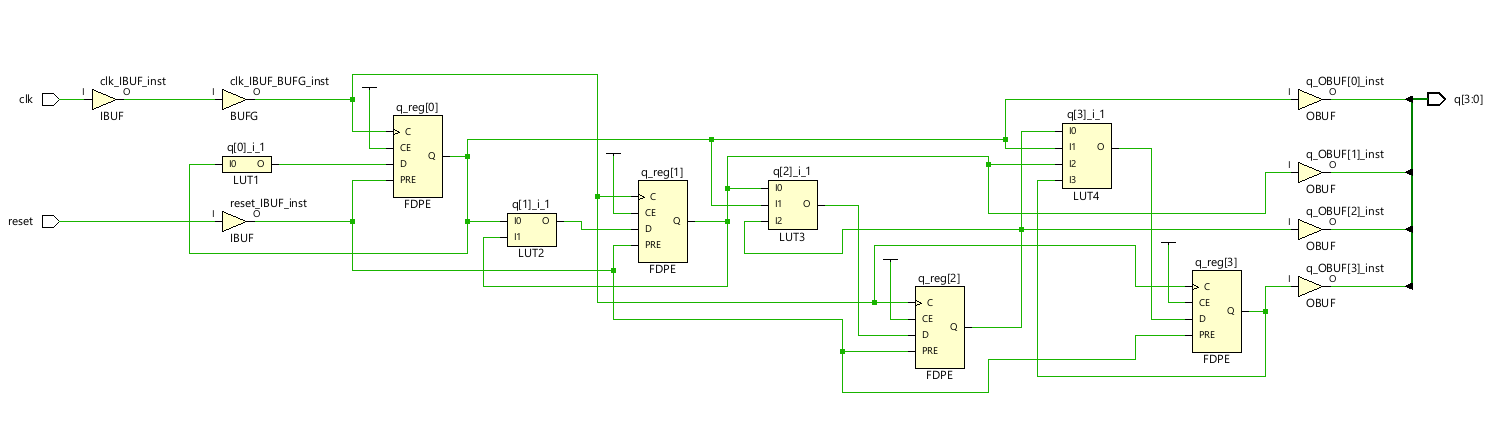 clk
I
clk_IBUF_inst
O
IBUF
I
clk_IBUF_BUFG_inst
O
BUFG
q[0]_i_1
I0
O
LUT1
reset
I
reset_IBUF_inst
O
IBUF
q_reg[0]
C
CE
D
PRE
Q
FDPE
q[1]_i_1
I0
I1
O
LUT2
q_reg[1]
C
CE
D
PRE
Q
FDPE
q[2]_i_1
I0
I1
I2
O
LUT3
q_reg[2]
C
CE
D
PRE
Q
FDPE
q[3]_i_1
I0
I1
I2
I3
O
LUT4
q_reg[3]
C
CE
D
PRE
Q
FDPE
q_OBUF[0]_inst
I
O
OBUF
q_OBUF[1]_inst
I
O
OBUF
q_OBUF[2]_inst
I
O
OBUF
q_OBUF[3]_inst
I
O
OBUF
q[3:0]